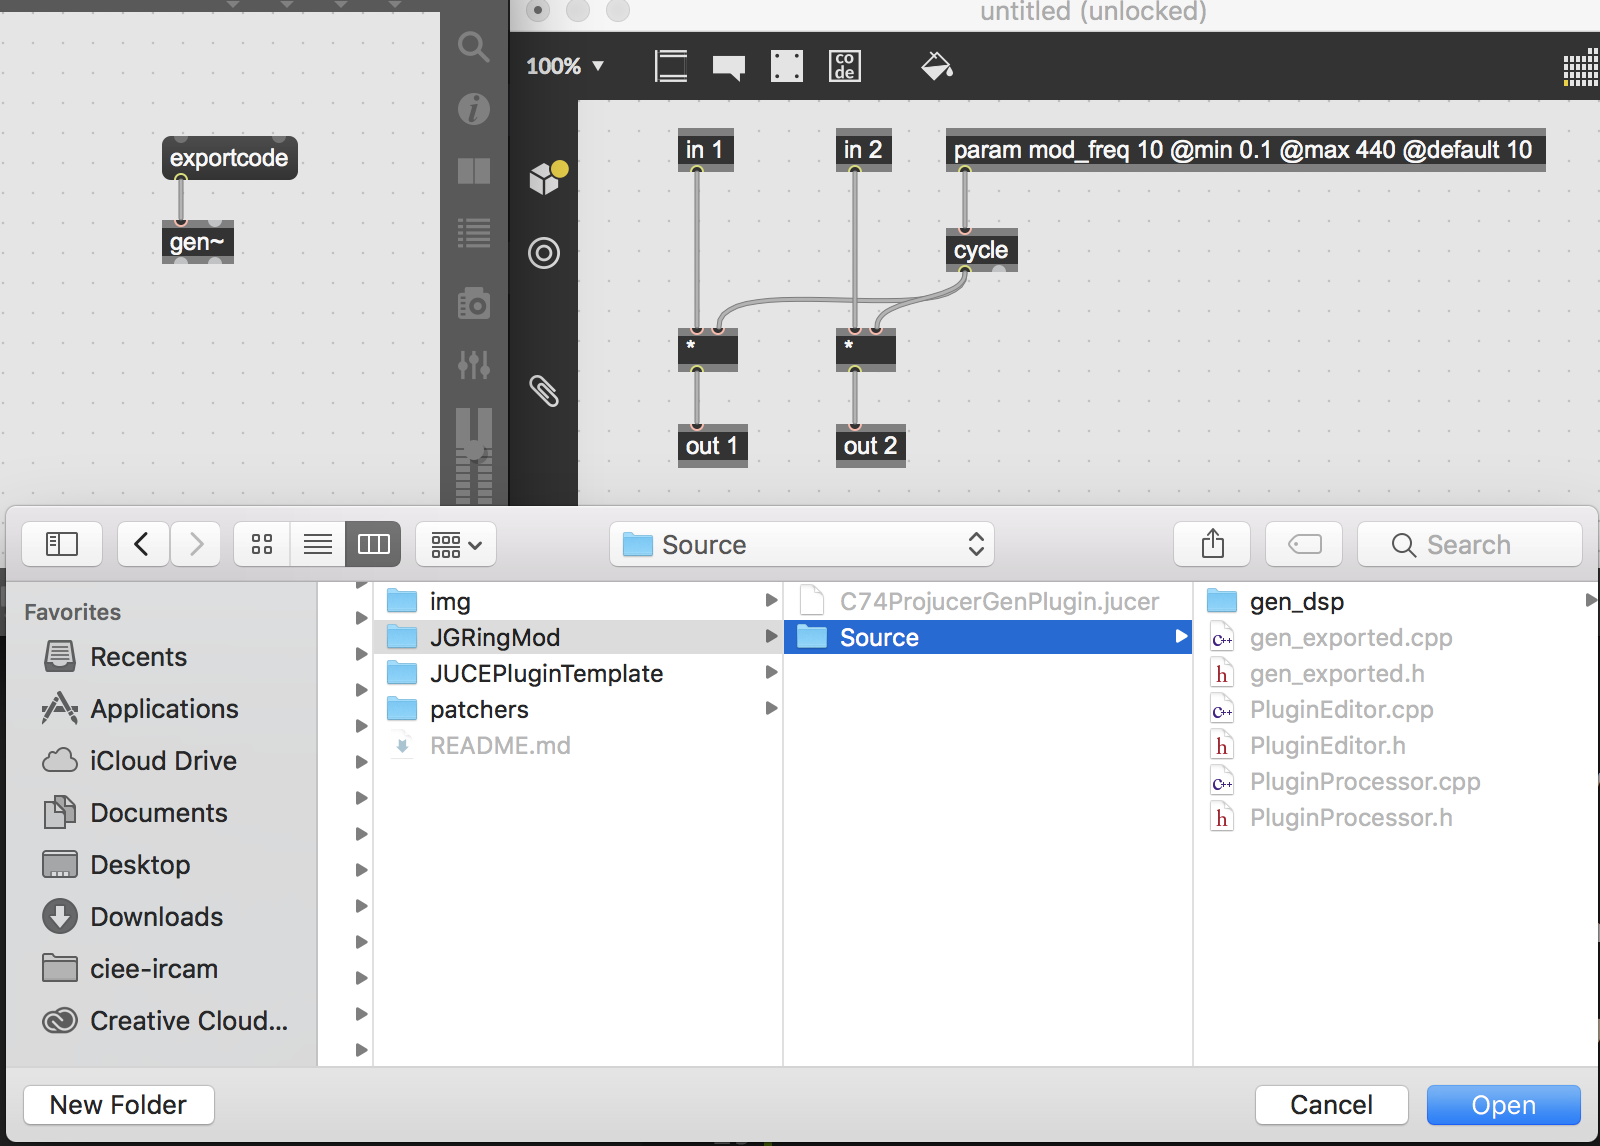 untitled (unlocked)
100%
co
de
exportcode
gen~
in 1
in 2
param mod_freq 10 @min 0.1 @max 440 @default 10
cycle
*
*
out 1
out 2
Source
Search
Favorites
Recents
Applications
iCloud Drive
Documents
Desktop
Downloads
ciee-ircam
Creative Cloud...
img
JGRingMod
JUCEPluginTemplate
patchers
README.md
C74ProjucerGenPlugin.jucer
Source
gen_dsp
C++ gen_exported.cpp
h gen_exported.h
C++ PluginEditor.cpp
h PluginEditor.h
C++ PluginProcessor.cpp
h PluginProcessor.h
New Folder
Cancel
Open